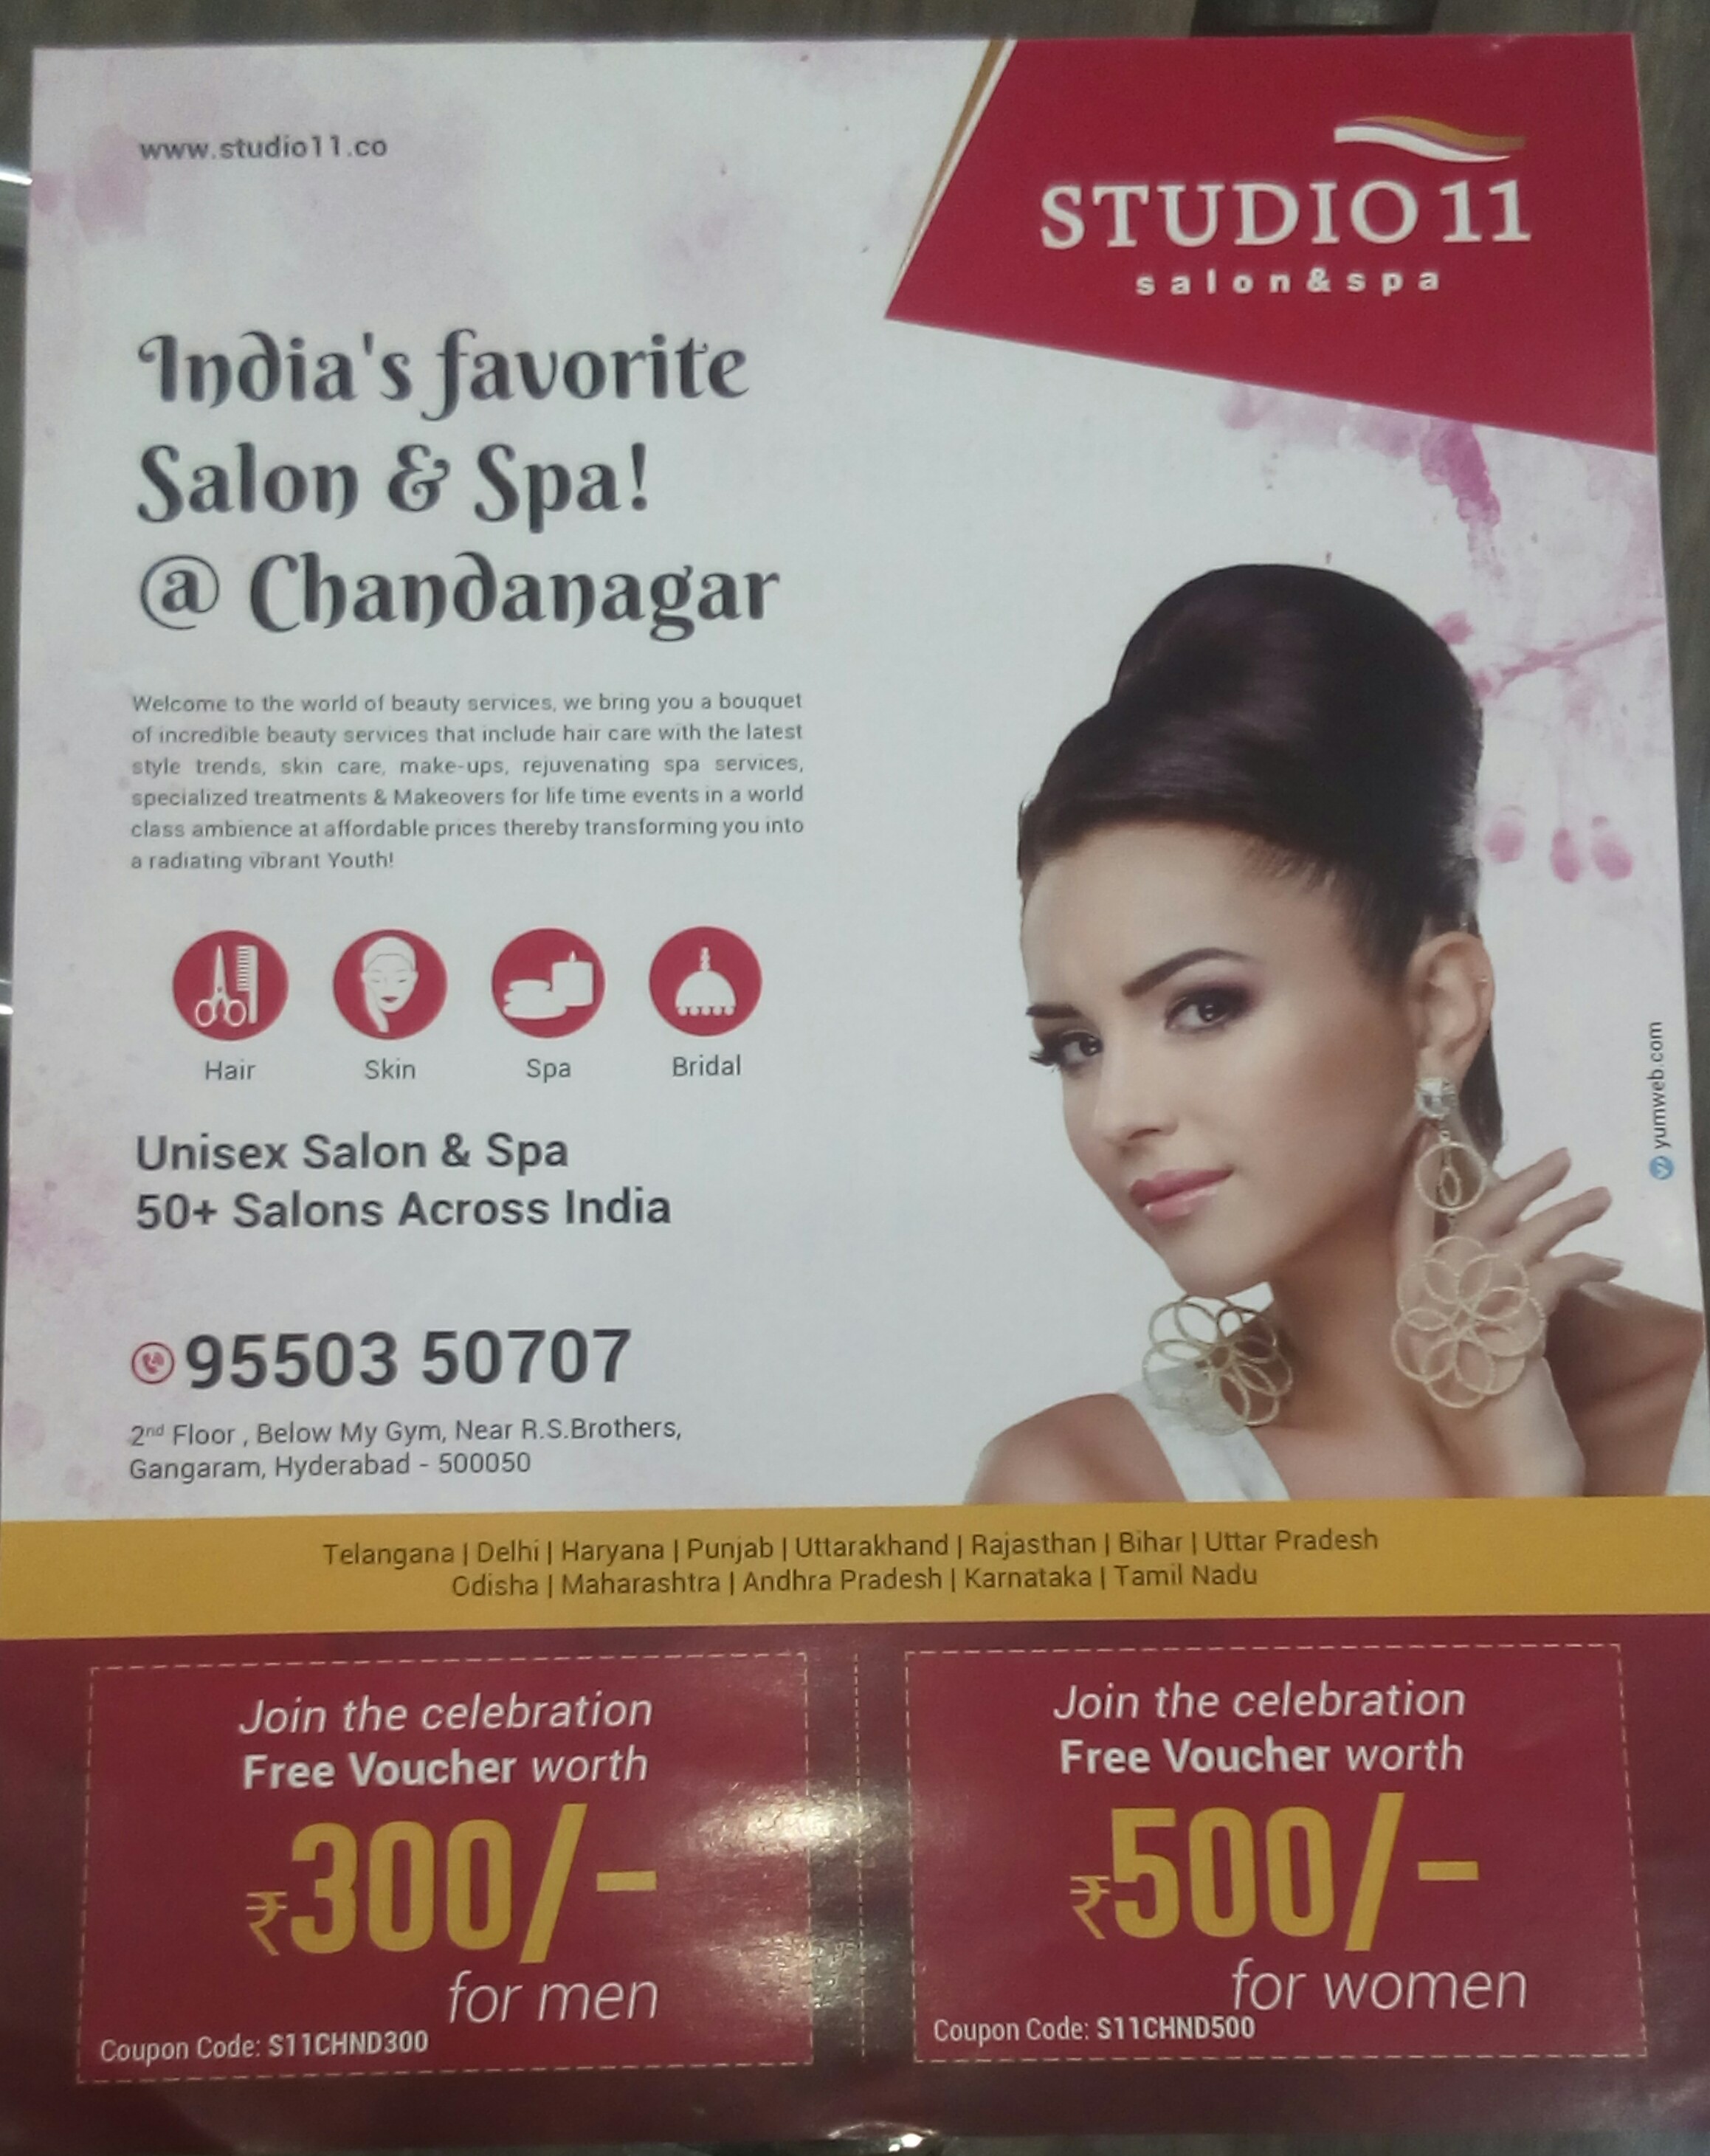 www.studio11.co
STUDIO11
salon&spa
India's favorite
Salon & Spa!
@ Chandanagar
Welcome to the world of beauty services, we bring you a bouquet
of incredible beauty services that include hair care with the latest
style trends, skin care, make-ups, rejuvenating spa services,
specialized treatments & Makeovers for life time events in a world
class ambience at affordable prices thereby transforming you into
a radiating vibrant Youth!
Hair Skin Spa Bridal
Unisex Salon & Spa
50+ Salons Across India
95503 50707
2nd Floor , Below My Gym, Near R.S.Brothers,
Gangaram, Hyderabad - 500050
yumweb.com
Telangana | Delhi | Haryana | Punjab | Uttarakhand | Rajasthan | Bihar | Uttar Pradesh
Odisha | Maharashtra | Andhra Pradesh | Karnataka | Tamil Nadu
Join the celebration
Free Voucher worth
₹300/-
for men
Coupon Code: S11CHND300
Join the celebration
Free Voucher worth
₹500/-
for women
Coupon Code: S11CHND500